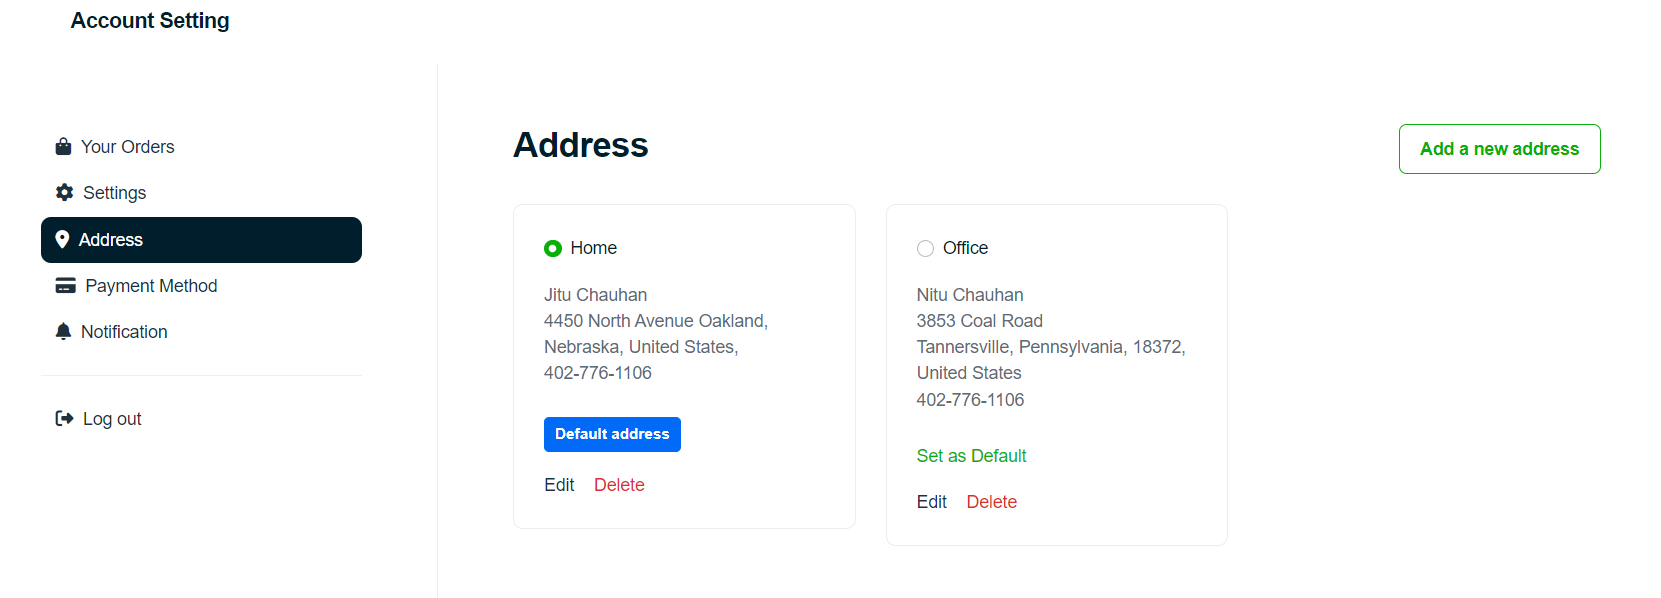 Account Setting
Your Orders
Settings
Address
Payment Method
Notification
Log out
Address
Add a new address
Home
Jitu Chauhan
4450 North Avenue Oakland,
Nebraska, United States,
402-776-1106
Default address
Edit Delete
Office
Nitu Chauhan
3853 Coal Road
Tannersville, Pennsylvania, 18372,
United States
402-776-1106
Set as Default
Edit Delete